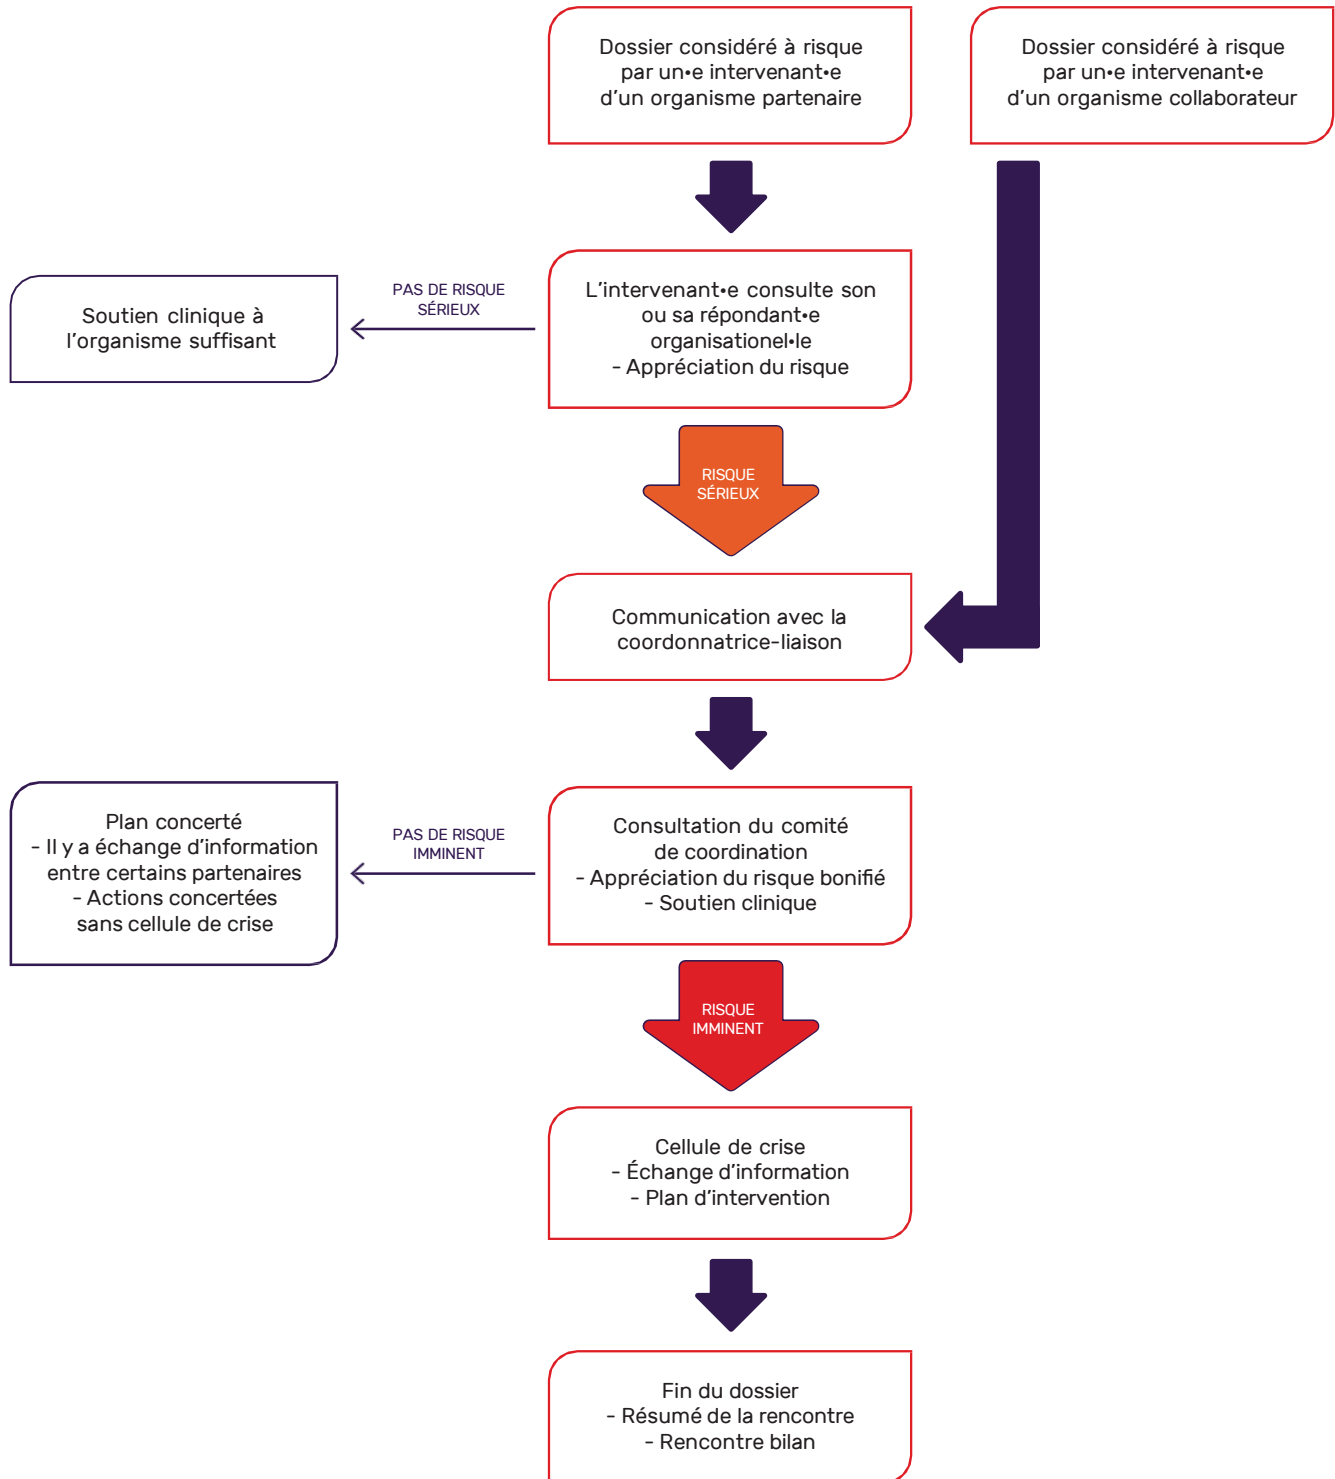 Dossier considéré à risque
par un•e intervenant•e
d'un organisme partenaire
Dossier considéré à risque
par un•e intervenant•e
d'un organisme collaborateur
L'intervenant•e consulte son
ou sa répondant•e
organisationel•le
- Appréciation du risque
PAS DE RISQUE
SÉRIEUX
Soutien clinique à
l'organisme suffisant
RISQUE
SÉRIEUX
Communication avec la
coordonnatrice-liaison
Consultation du comité
de coordination
- Appréciation du risque bonifié
- Soutien clinique
PAS DE RISQUE
IMMINENT
Plan concerté
- Il y a échange d'information
entre certains partenaires
- Actions concertées
sans cellule de crise
RISQUE
IMMINENT
Cellule de crise
- Échange d'information
- Plan d'intervention
Fin du dossier
- Résumé de la rencontre
- Rencontre bilan